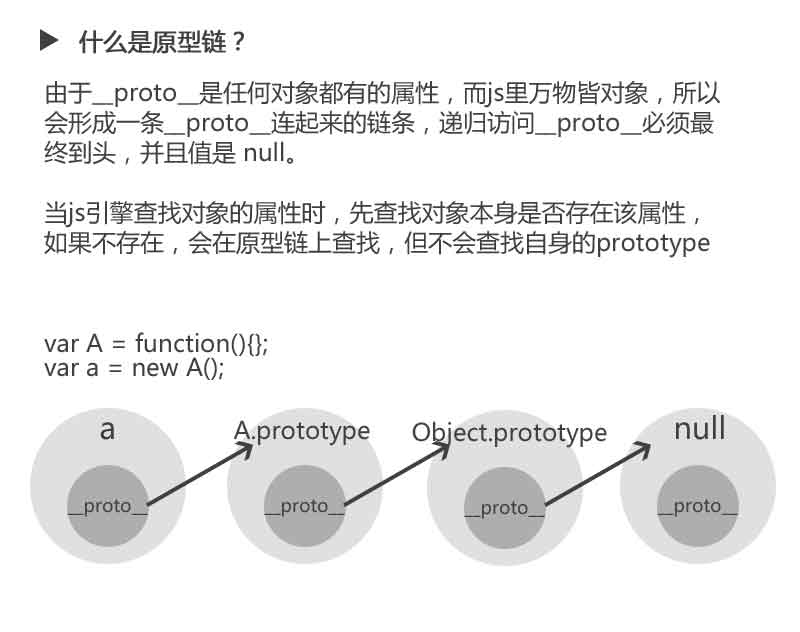 什么是原型链？
由于__proto__是任何对象都有的属性，而js里万物皆对象，所以
会形成一条__proto__连起来的链条，递归访问__proto__必须最
终到头，并且值是 null。
当js引擎查找对象的属性时，先查找对象本身是否存在该属性，
如果不存在，会在原型链上查找，但不会查找自身的prototype
var A = function(){};
var a = new A();
a A.prototype Object.prototype null
__proto__ __proto__ __proto__ __proto__